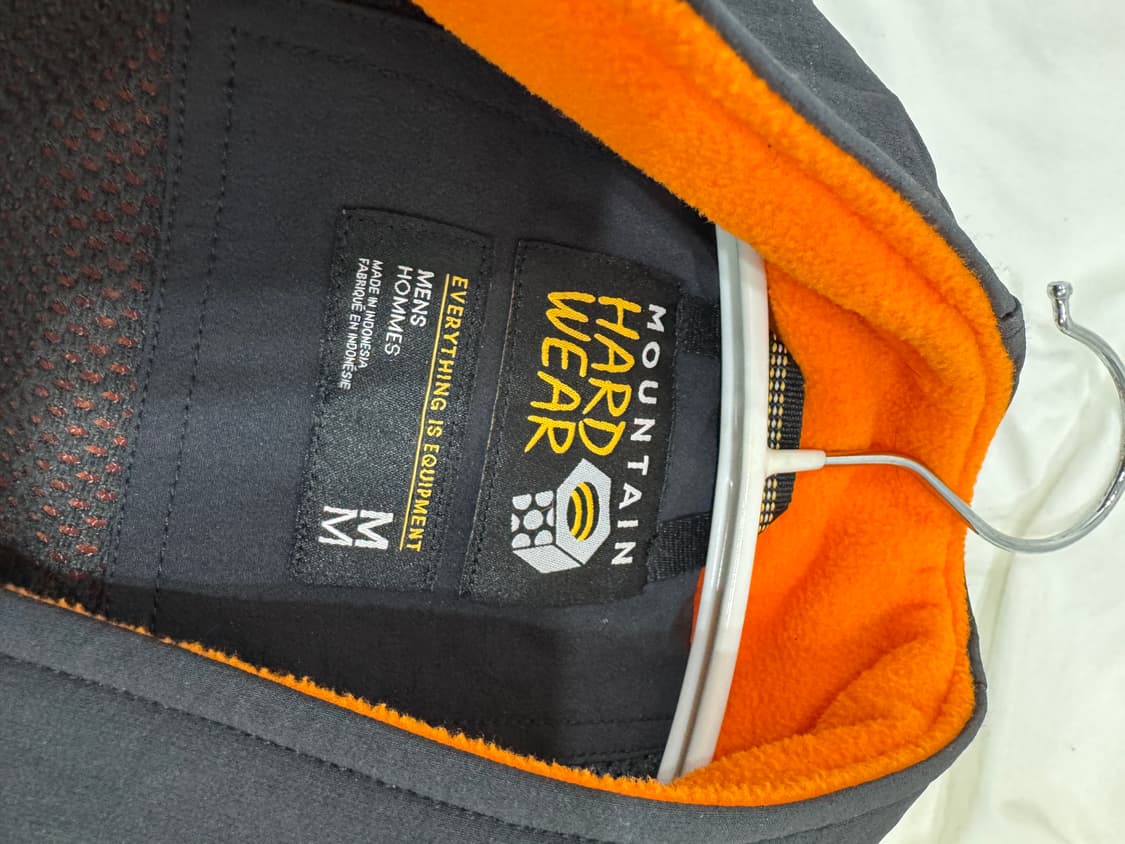 MOUNTAIN
HARD
WEAR
EVERYTHING IS EQUIPMENT
MENS
HOMMES
MADE IN INDONESIA
FABRIQUÉ EN INDONÉSIE
M
M